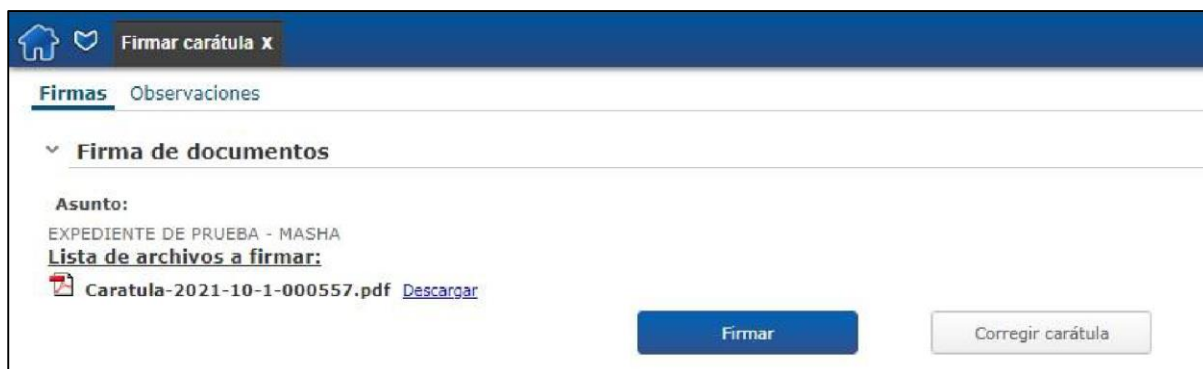 Firmar carátula x
Firmas Observaciones
Firma de documentos
Asunto:
EXPEDIENTE DE PRUEBA - MASHA
Lista de archivos a firmar:
Caratula-2021-10-1-000557.pdf Descargar
Firmar Corregir carátula